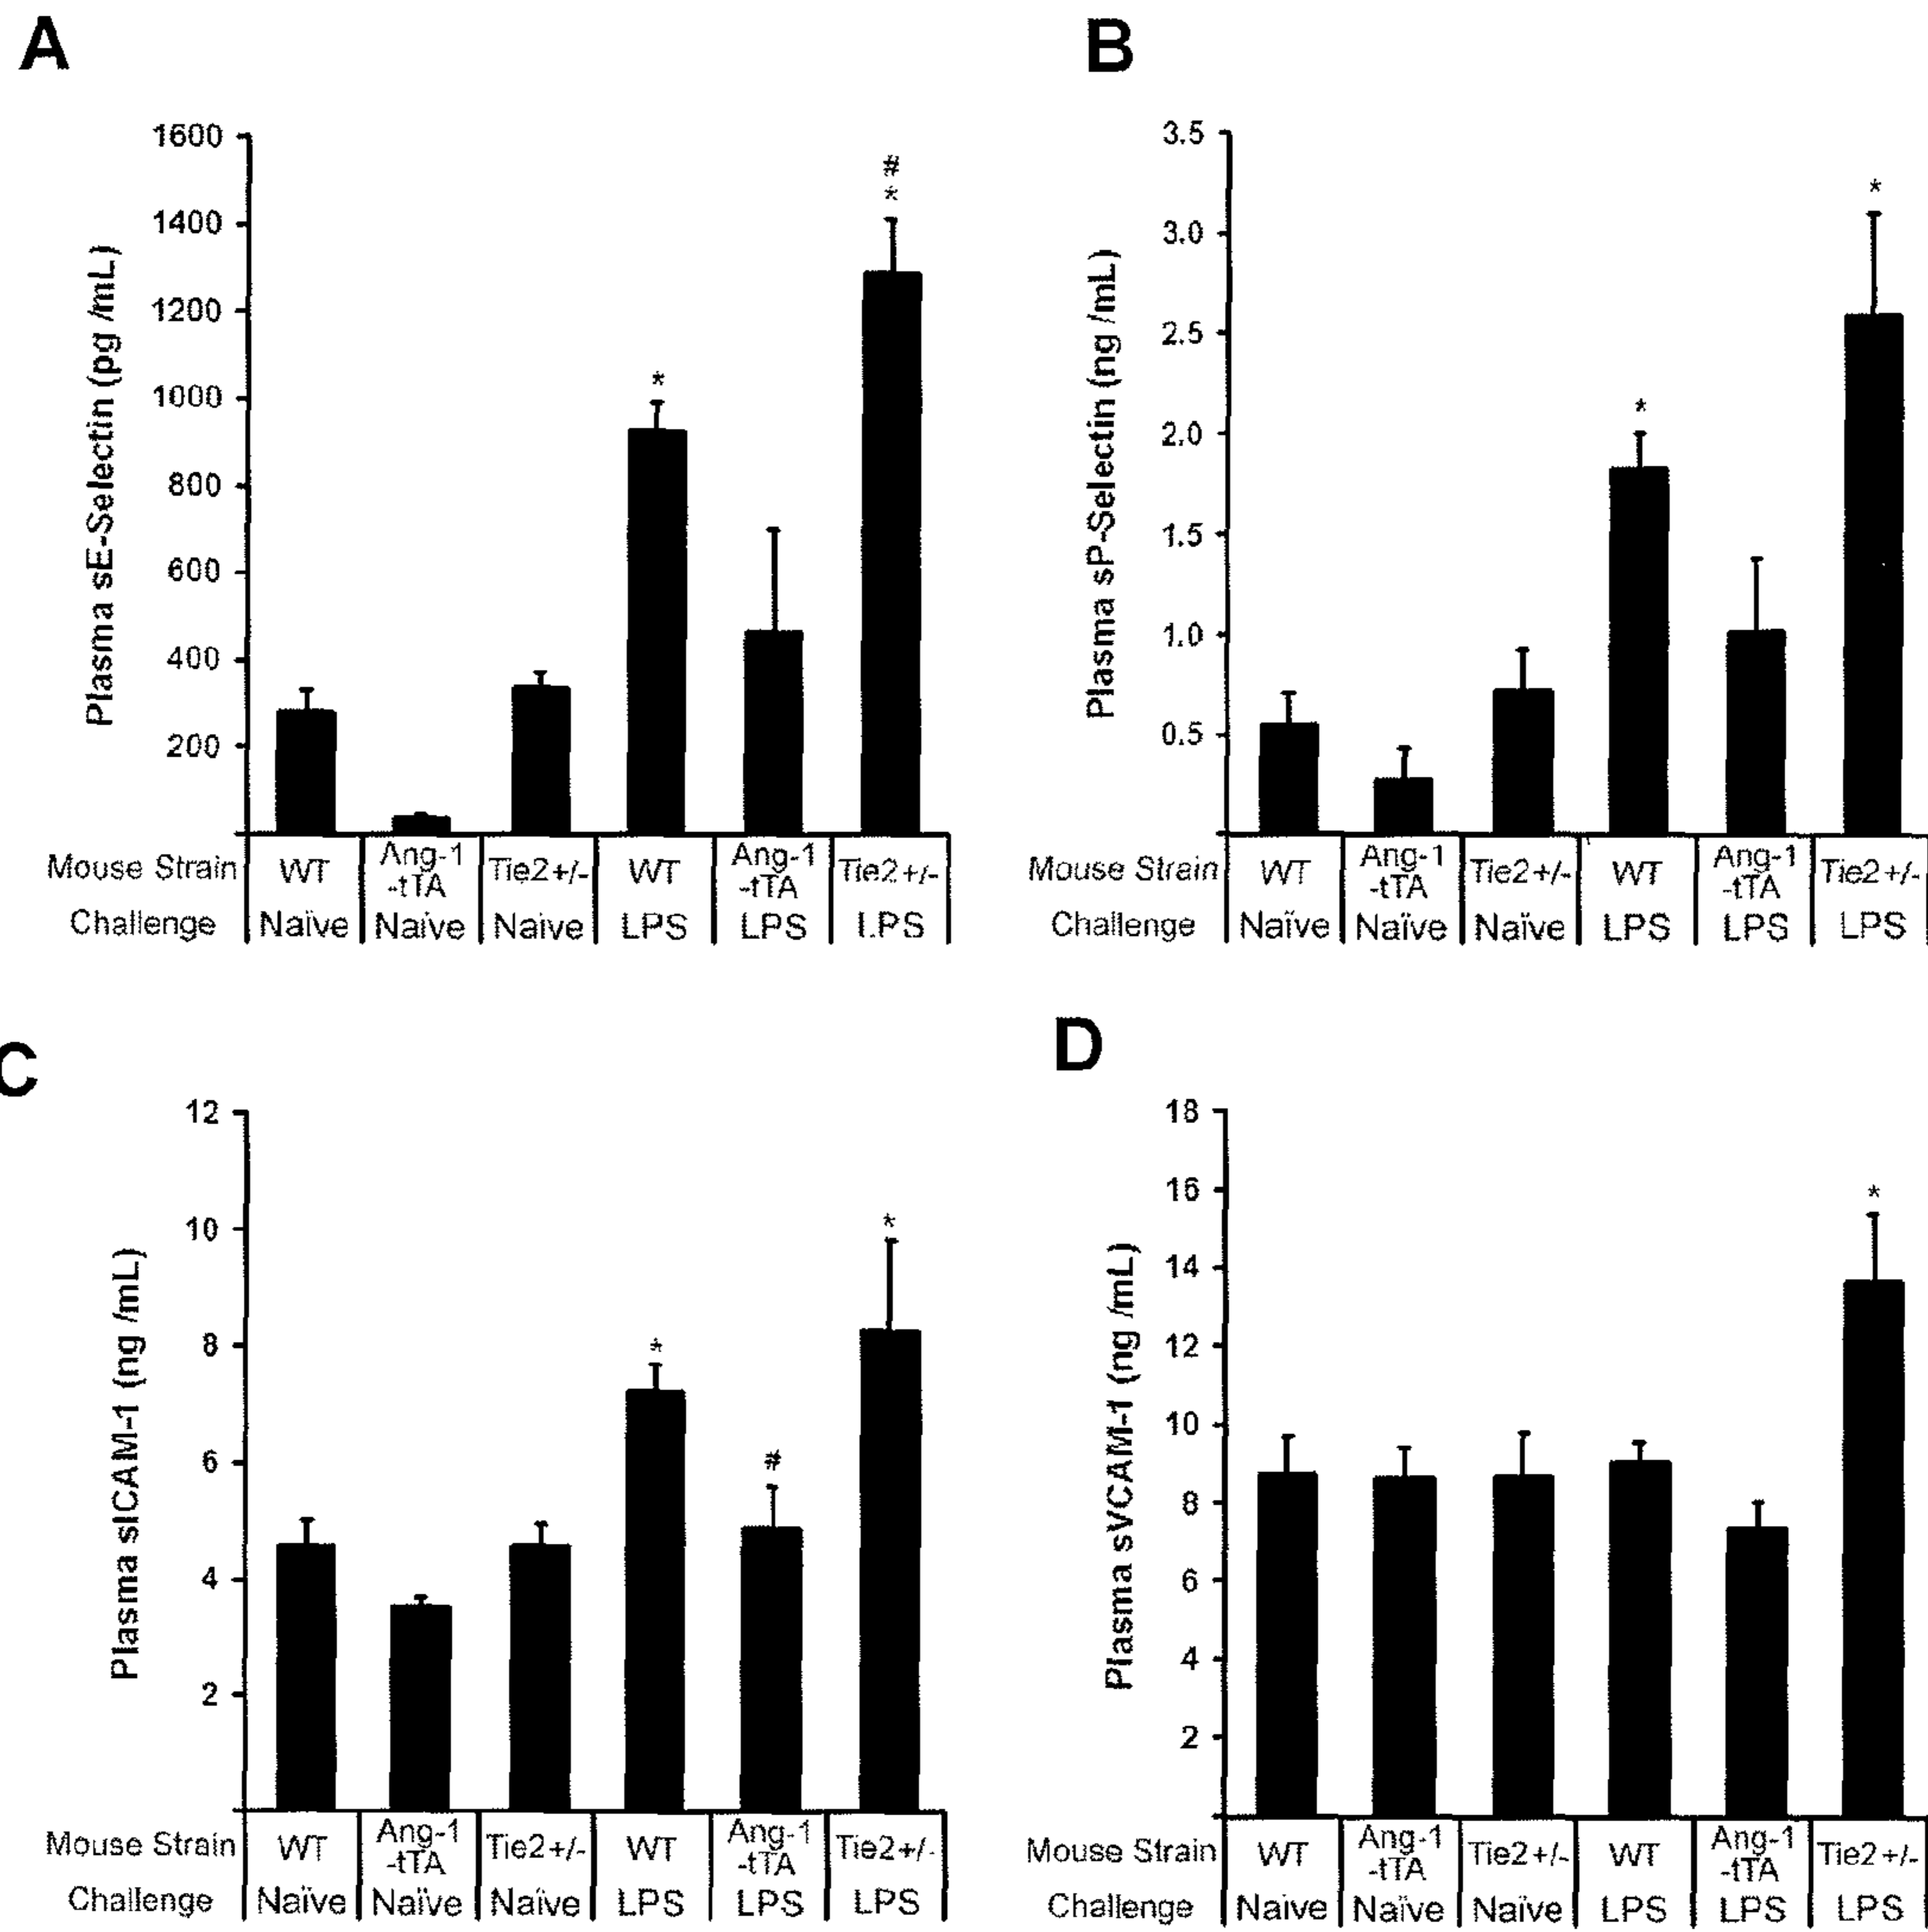 A
Plasma sE-Selectin (pg /mL)
1600
1400
1200
1000
800
600
400
200
*
#
*
Mouse Strain WT Ang-1 -tTA Tie2+/- WT Ang-1 -tTA Tie2+/-
Challenge Naïve Naïve Naïve LPS LPS LPS
B
Plasma sP-Selectin (ng /mL)
3.5
3.0
2.5
2.0
1.5
1.0
0.5
*
*
Mouse Strain WT Ang-1 -tTA Tie2+/- WT Ang-1 -tTA Tie2+/-
Challenge Naïve Naïve Naïve LPS LPS LPS
C
Plasma sICAM-1 (ng /mL)
12
10
8
6
4
2
*
#
*
Mouse Strain WT Ang-1 -tTA Tie2+/- WT Ang-1 -tTA Tie2+/-
Challenge Naïve Naïve Naïve LPS LPS LPS
D
Plasma sVCAM-1 (ng /mL)
18
16
14
12
10
8
6
4
2
*
Mouse Strain WT Ang-1 -tTA Tie2+/- WT Ang-1 -tTA Tie2+/-
Challenge Naïve Naïve Naïve LPS LPS LPS